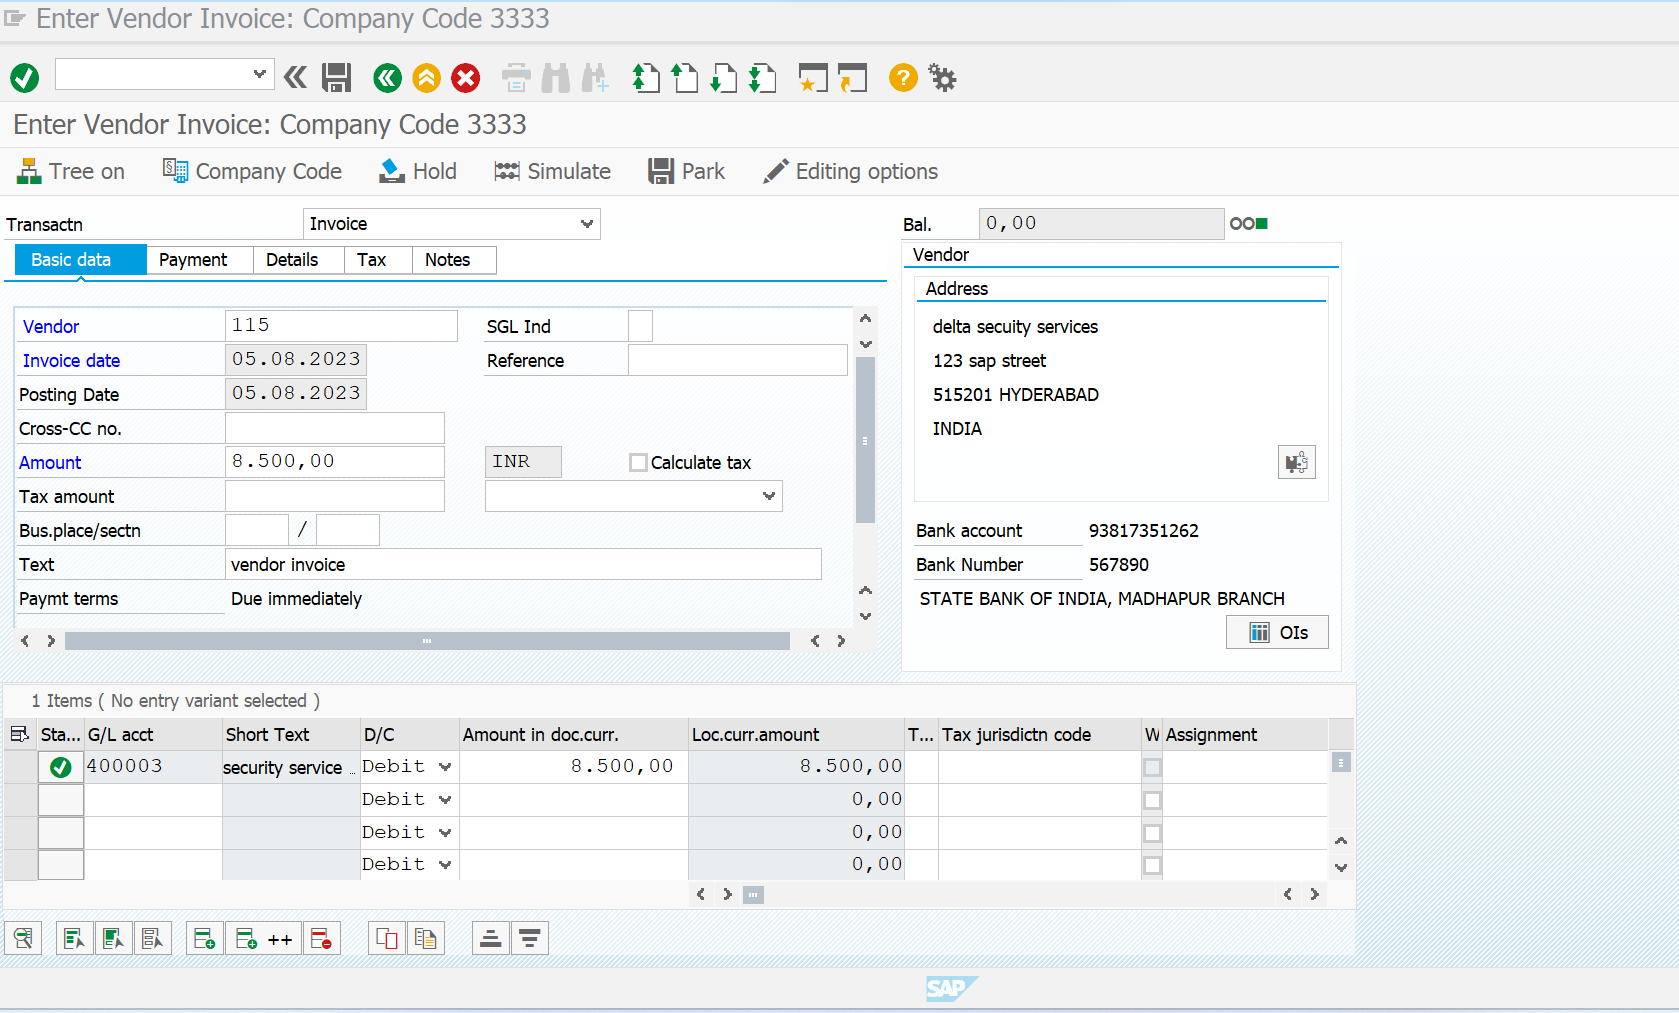 Enter Vendor Invoice: Company Code 3333
Enter Vendor Invoice: Company Code 3333
Tree on Company Code Hold Simulate Park Editing options
Transactn Invoice Bal. 0,00
Basic data Payment Details Tax Notes
Vendor
Address
Vendor 115 SGL Ind
delta secuity services
Invoice date 05.08.2023 Reference
123 sap street
Posting Date 05.08.2023
515201 HYDERABAD
Cross-CC no.
INDIA
Amount 8.500,00 INR Calculate tax
Tax amount
Bus.place/sectn /
Bank account 93817351262
Text vendor invoice
Bank Number 567890
Paymt terms Due immediately
STATE BANK OF INDIA, MADHAPUR BRANCH
OIs
1 Items ( No entry variant selected )
Sta... G/L acct Short Text D/C Amount in doc.curr. Loc.curr.amount T... Tax jurisdictn code W Assignment
400003 security service ... Debit 8.500,00 8.500,00
Debit 0,00
Debit 0,00
Debit 0,00
++
SAP